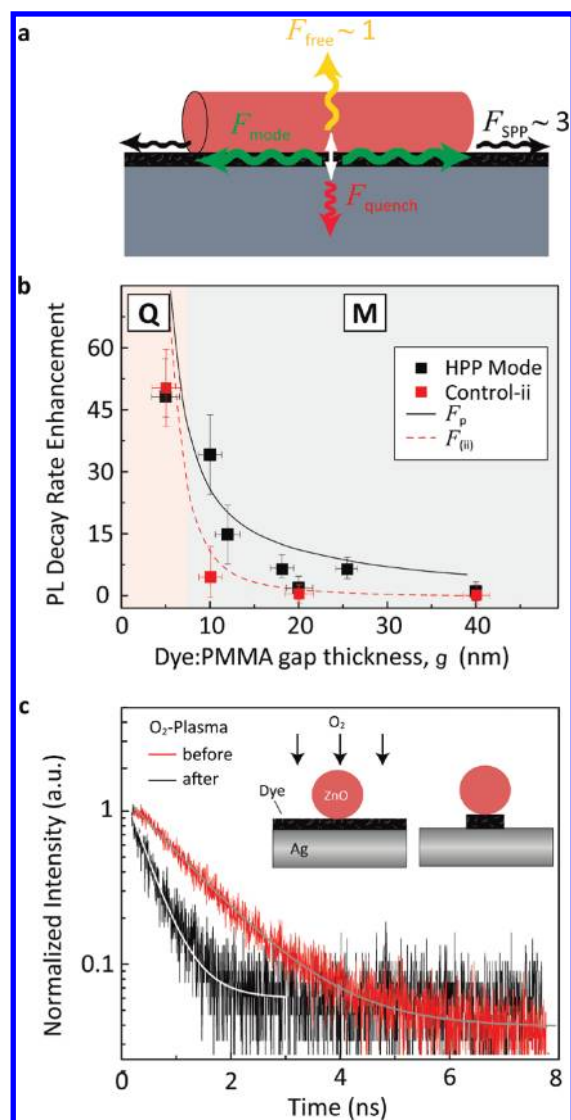 a
F_free ~ 1
F_mode
F_SPP ~ 3
F_quench
b
Q
M
PL Decay Rate Enhancement
60
45
30
15
0
HPP Mode
Control-ii
F_p
F_(ii)
0 10 20 30 40
Dye:PMMA gap thickness, g (nm)
c
O₂-Plasma
before
after
O₂
Dye
ZnO
Ag
Normalized Intensity (a.u.)
1
0.1
0 2 4 6 8
Time (ns)